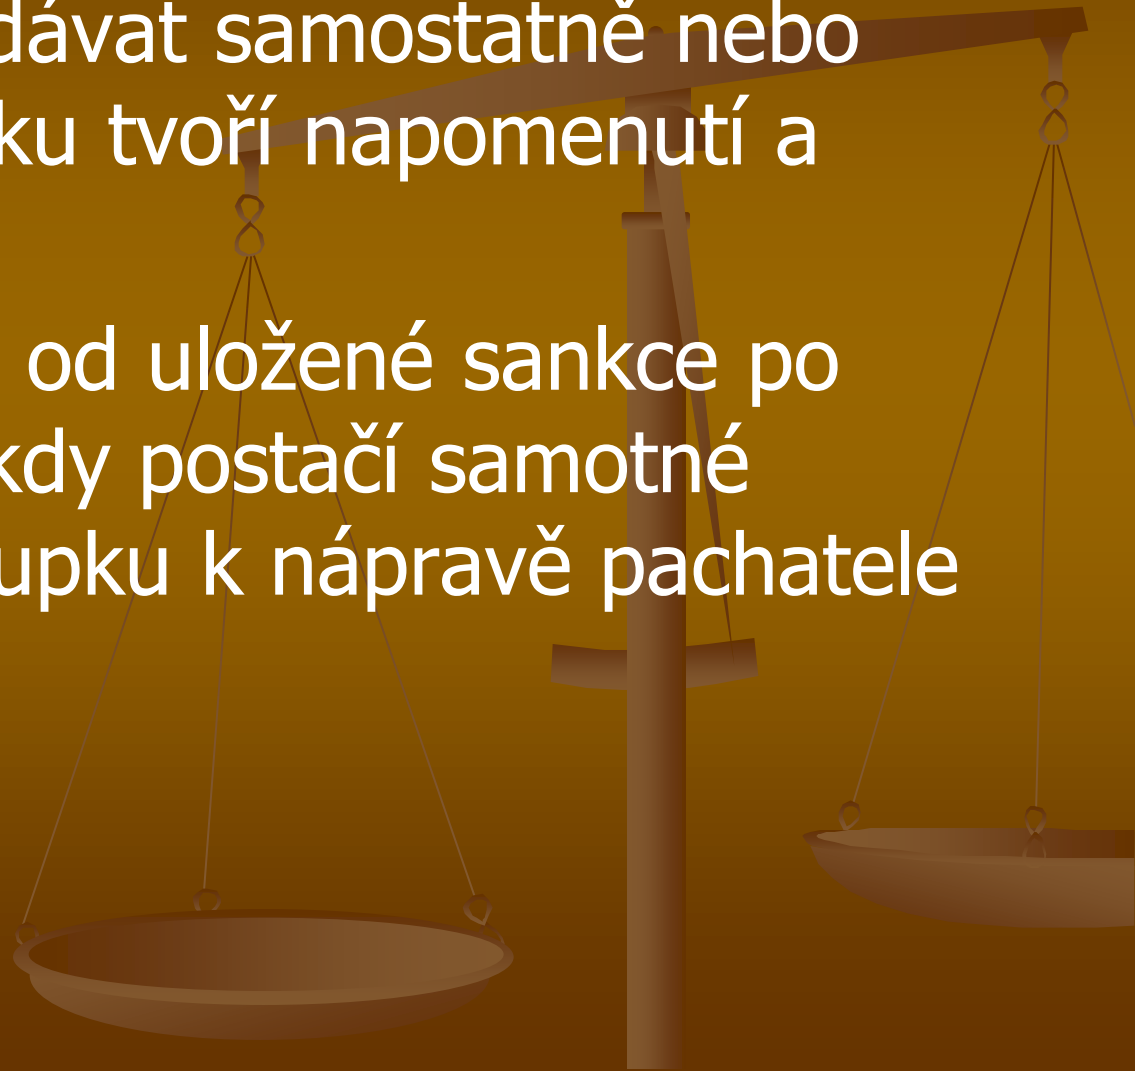 dávat samostatně nebo
ku tvoří napomenutí a
od uložené sankce po
kdy postačí samotné
upku k nápravě pachatele